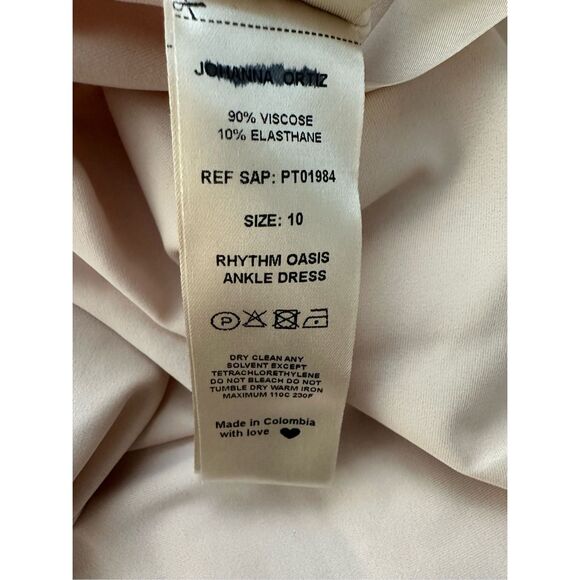 JOHANNA ORTIZ
90% VISCOSE
10% ELASTHANE
REF SAP: PT01984
SIZE: 10
RHYTHM OASIS
ANKLE DRESS
P
DRY CLEAN ANY
SOLVENT EXCEPT
TETRACHLORETHYLENE
DO NOT BLEACH DO NOT
TUMBLE DRY WARM IRON
MAXIMUM 110C 230F
Made in Colombia
with love